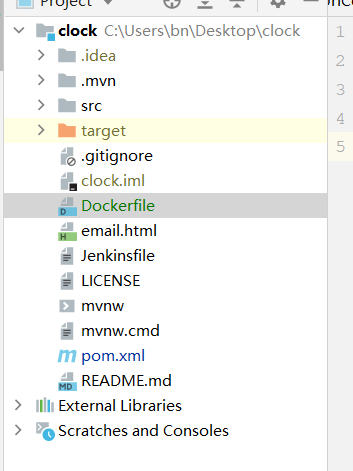 Project
clock C:\Users\bn\Desktop\clock
.idea
.mvn
src
target
.gitignore
clock.iml
Dockerfile
email.html
Jenkinsfile
LICENSE
mvnw
mvnw.cmd
pom.xml
README.md
External Libraries
Scratches and Consoles
1
2
3
4
5